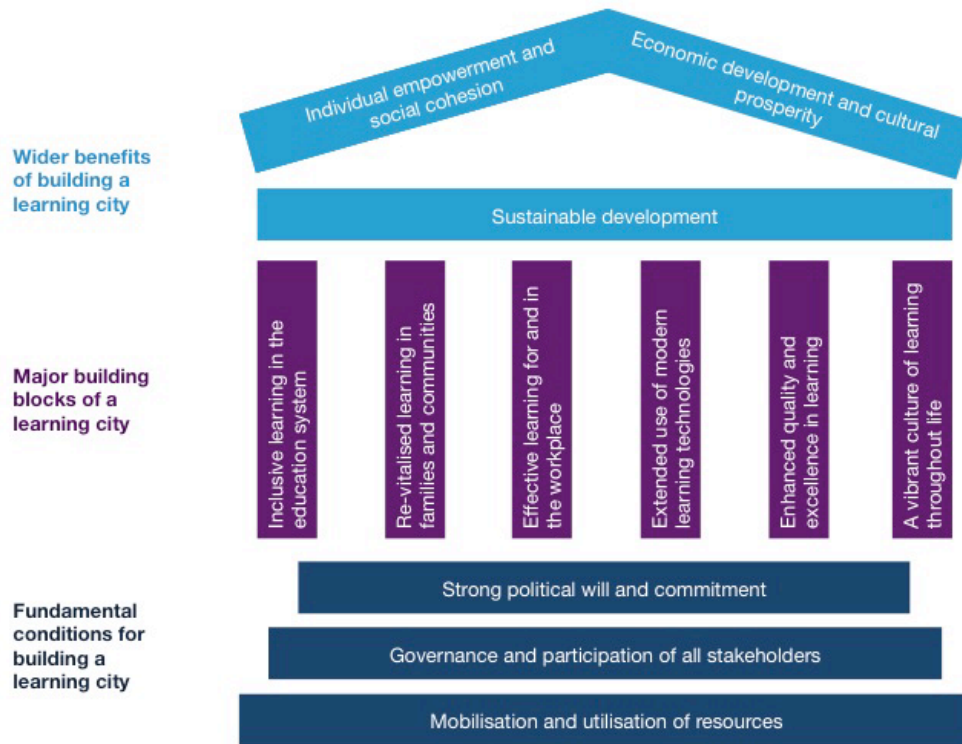 Individual empowerment and
social cohesion
Economic development and cultural
prosperity
Wider benefits
of building a
learning city
Sustainable development
Major building
blocks of a
learning city
Inclusive learning in the
education system
Re-vitalised learning in
families and communities
Effective learning for and in
the workplace
Extended use of modern
learning technologies
Enhanced quality and
excellence in learning
A vibrant culture of learning
throughout life
Fundamental
conditions for
building a
learning city
Strong political will and commitment
Governance and participation of all stakeholders
Mobilisation and utilisation of resources